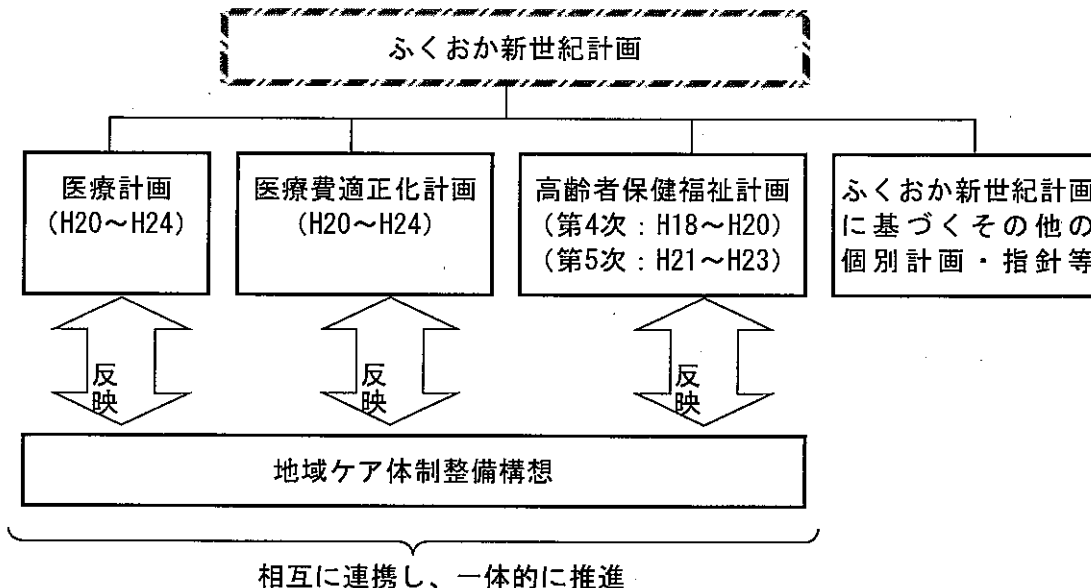 ふくおか新世紀計画
医療計画
(H20~H24)
医療費適正化計画
(H20~H24)
高齢者保健福祉計画
(第4次:H18~H20)
(第5次:H21~H23)
ふくおか新世紀計画
に基づくその他の
個別計画・指針等
反映
反映
反映
地域ケア体制整備構想
相互に連携し、一体的に推進